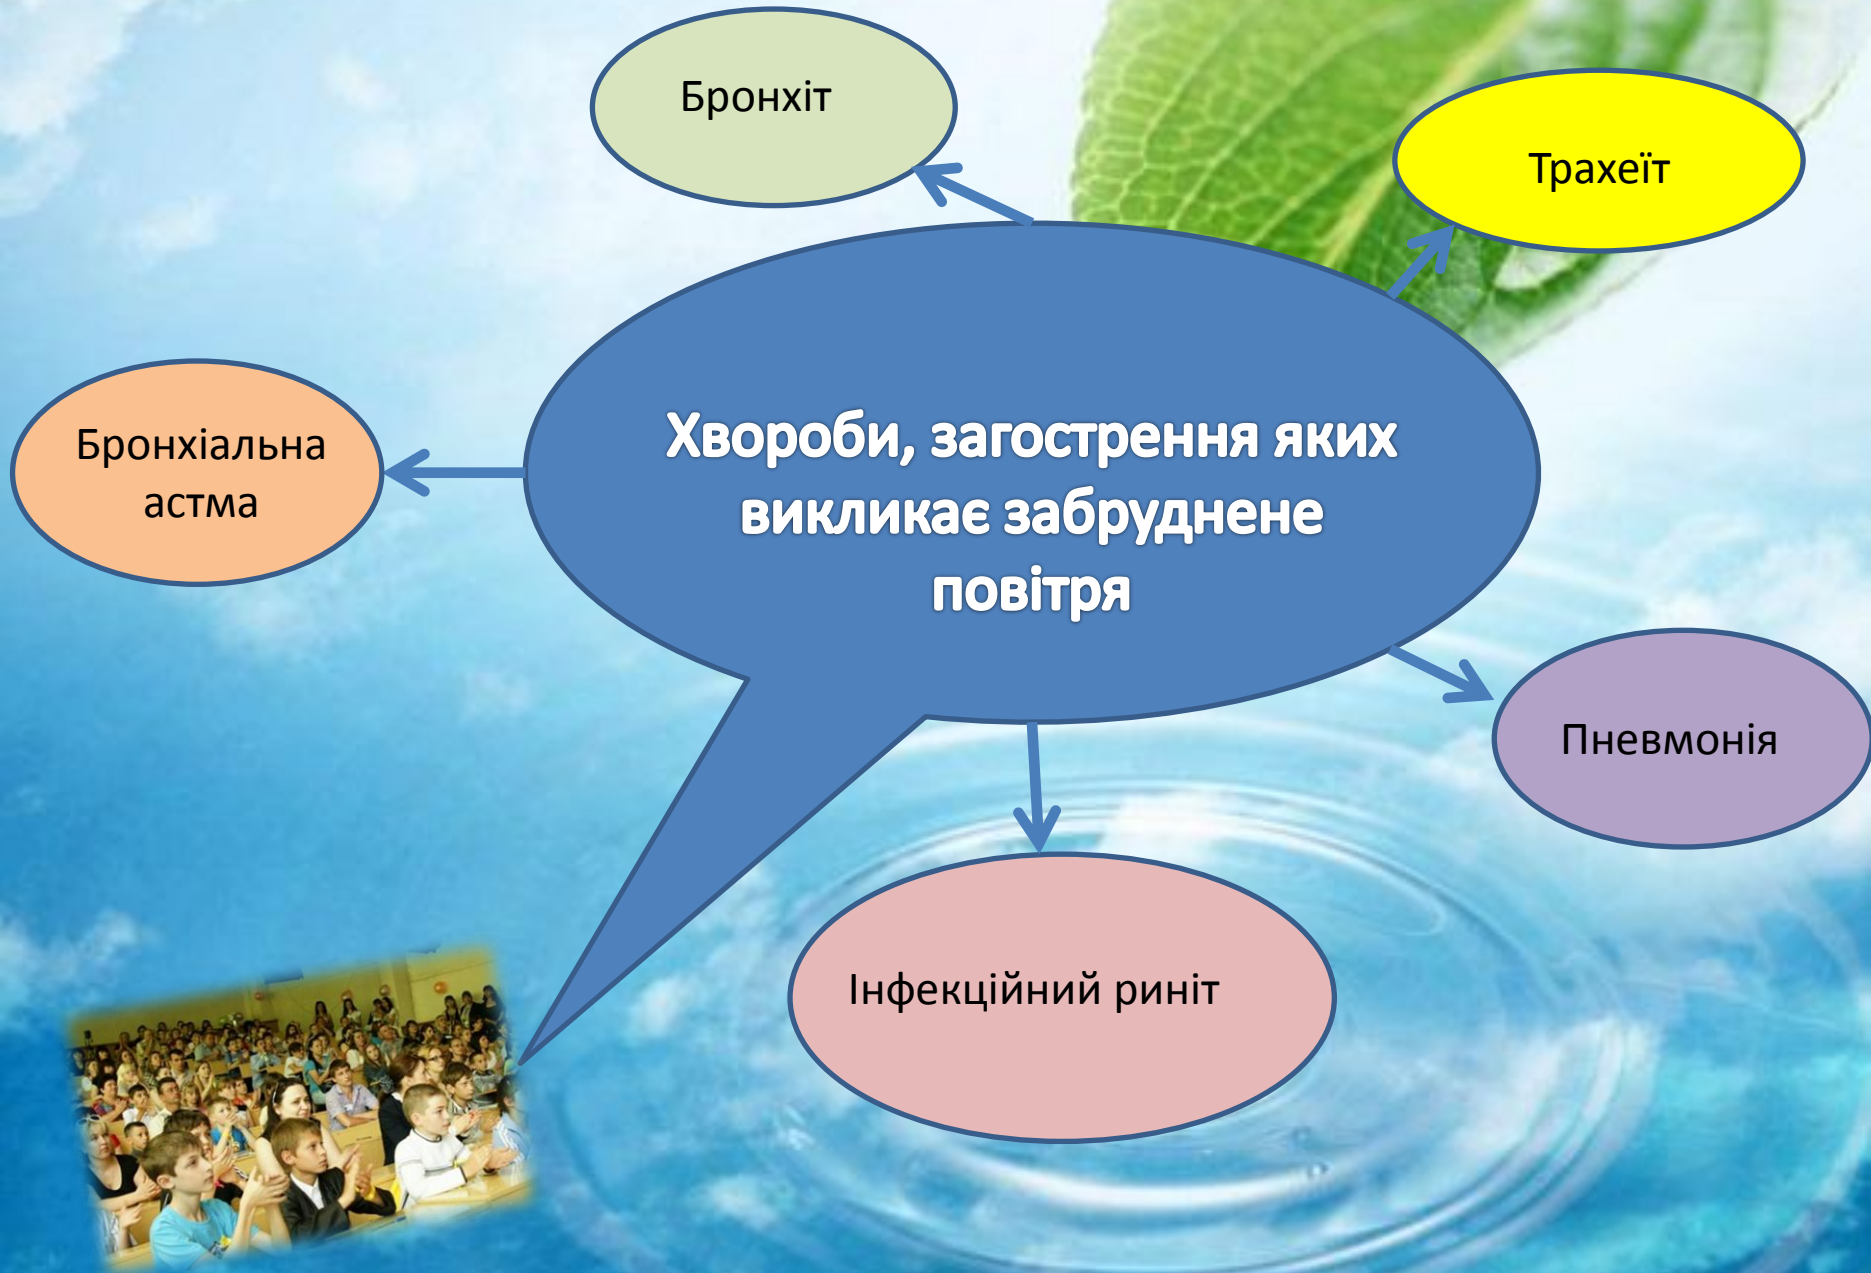 Бронхіт
Трахеїт
Хвороби, загострення яких
викликає забруднене
повітря
Бронхіальна
астма
Пневмонія
Інфекційний риніт